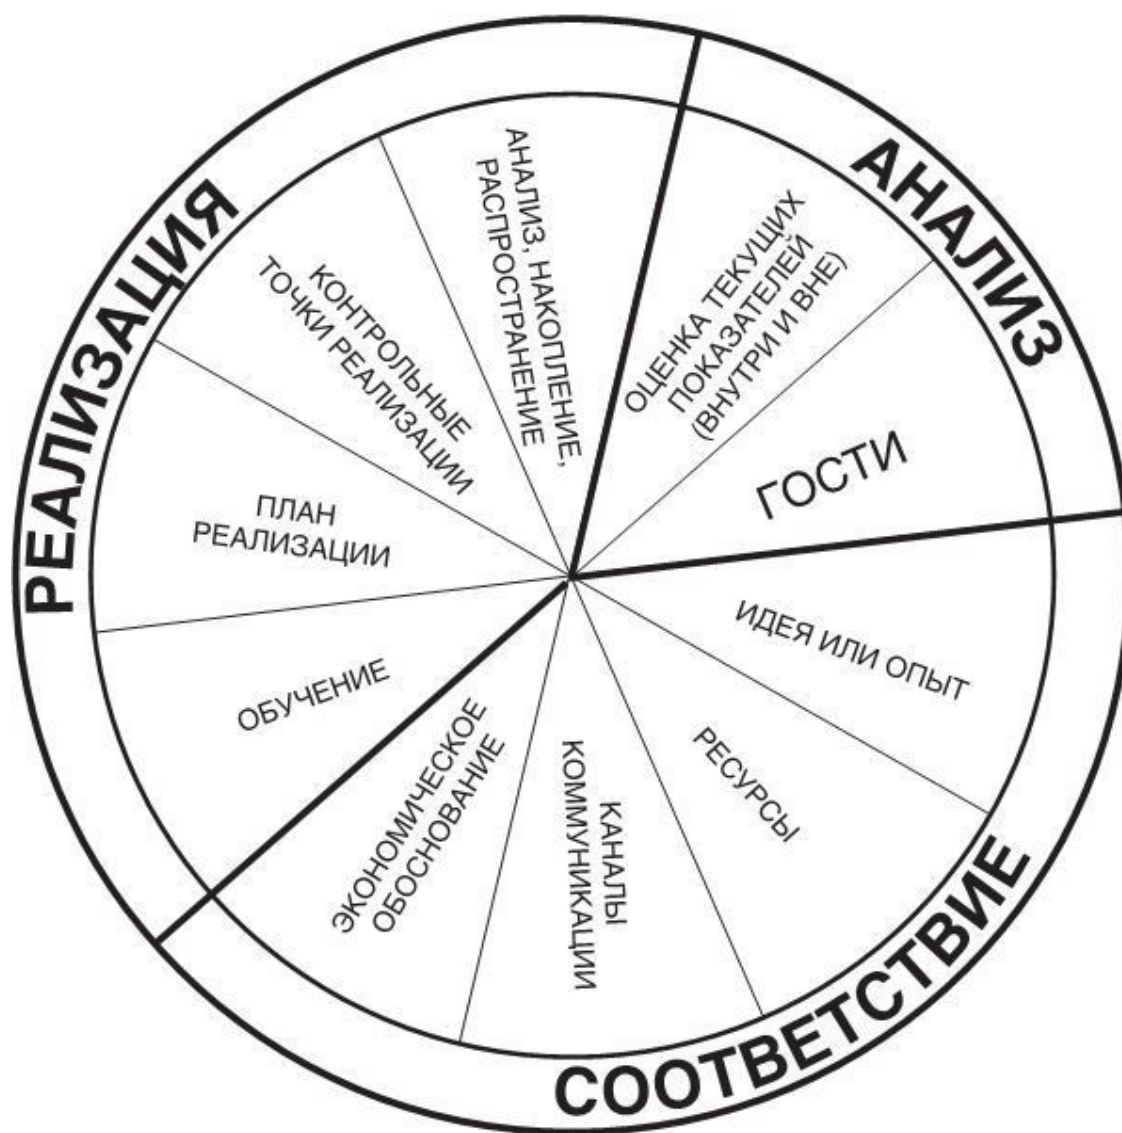 АНАЛИЗ
ОЦЕНКА ТЕКУЩИХ
ПОКАЗАТЕЛЕЙ
(ВНУТРИ И ВНЕ)
ГОСТИ
СООТВЕТСТВИЕ
ИДЕЯ ИЛИ ОПЫТ
РЕСУРСЫ
КАНАЛЫ
КОММУНИКАЦИИ
ЭКОНОМИЧЕСКОЕ
ОБОСНОВАНИЕ
РЕАЛИЗАЦИЯ
ОБУЧЕНИЕ
ПЛАН
РЕАЛИЗАЦИИ
КОНТРОЛЬНЫЕ
ТОЧКИ РЕАЛИЗАЦИИ
АНАЛИЗ, НАКОПЛЕНИЕ,
РАСПРОСТРАНЕНИЕ